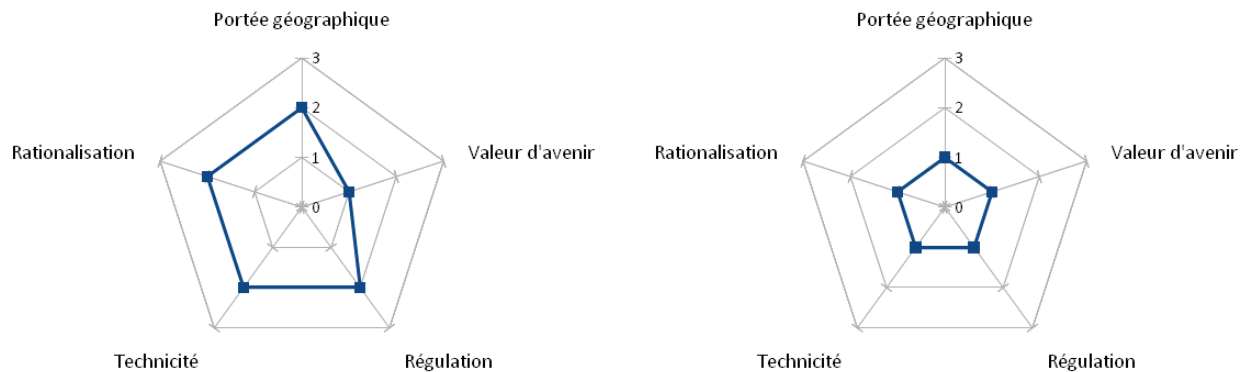 Portée géographique
3
2
1
0
Rationalisation
Valeur d'avenir
Technicité
Régulation
Portée géographique
3
2
1
0
Rationalisation
Valeur d'avenir
Technicité
Régulation